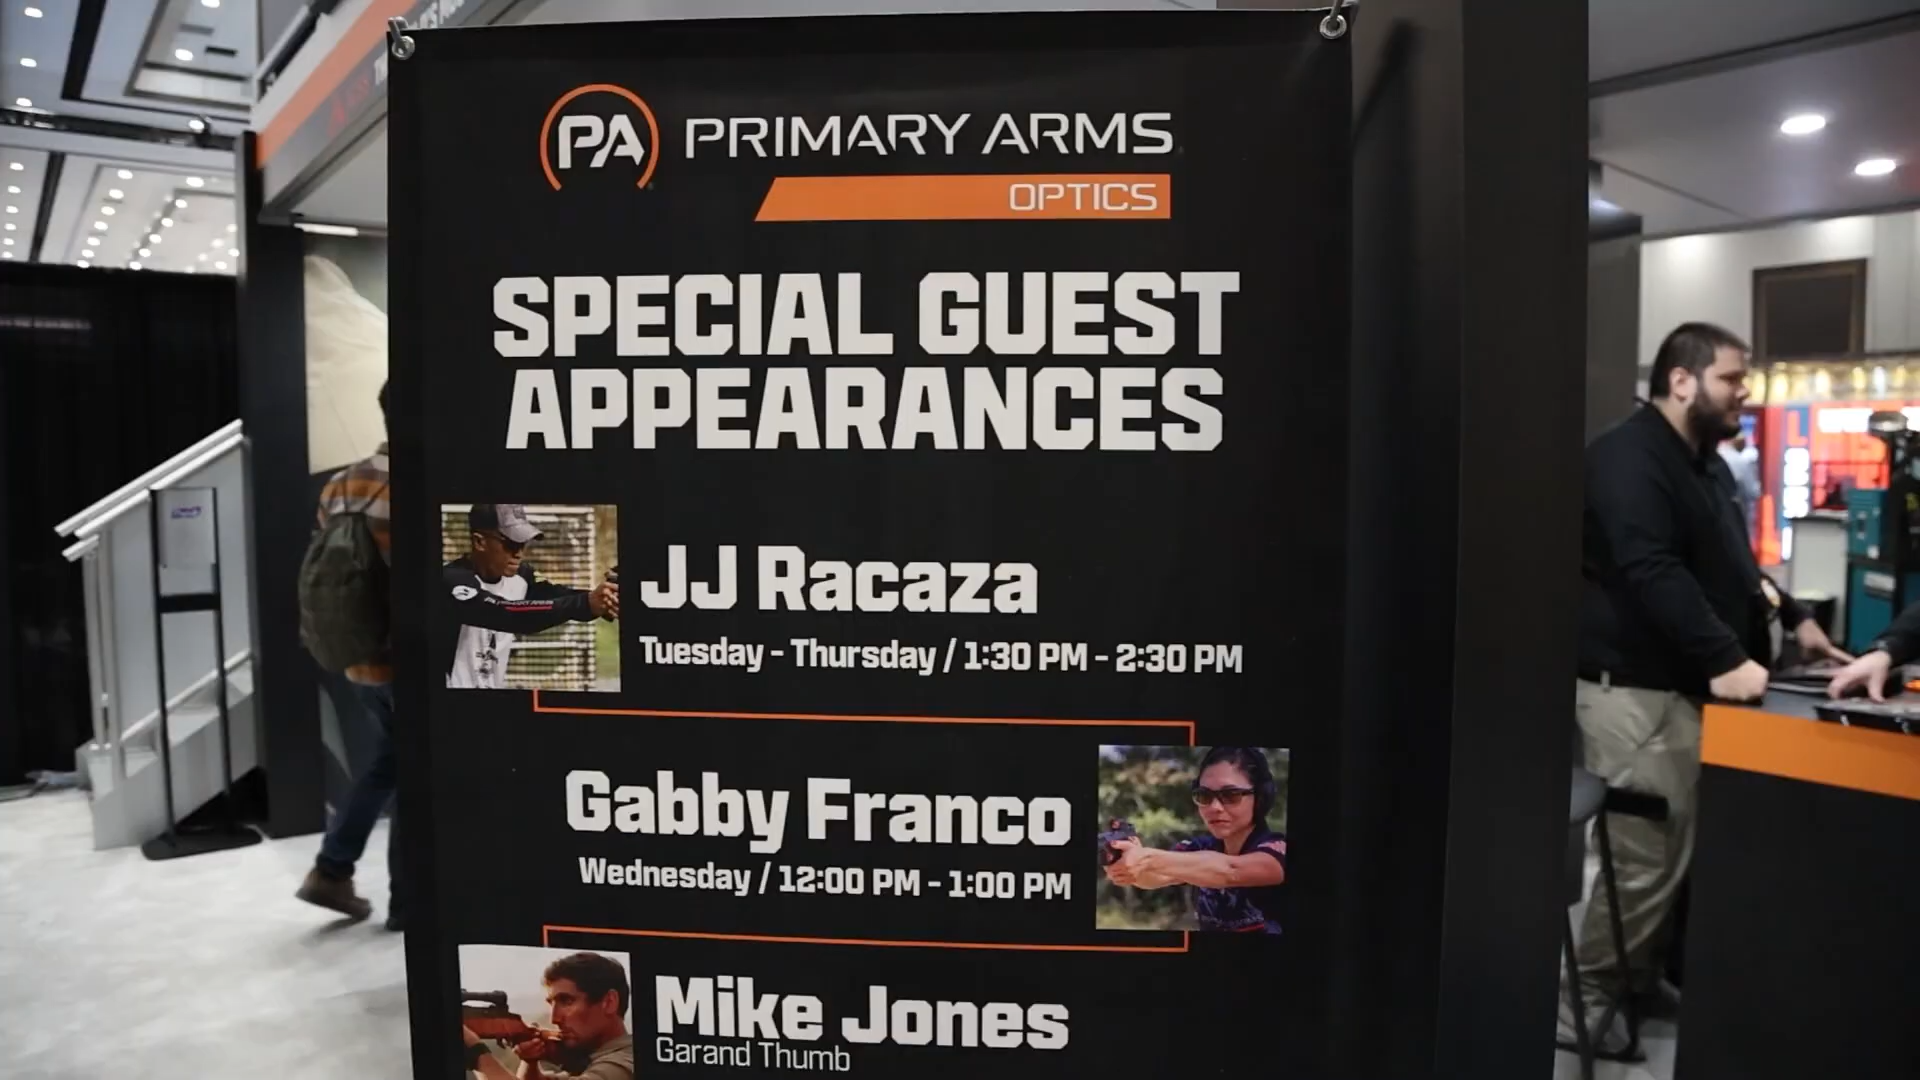 PA PRIMARY ARMS
OPTICS
SPECIAL GUEST
APPEARANCES
JJ Racaza
Tuesday - Thursday / 1:30 PM - 2:30 PM
Gabby Franco
Wednesday / 12:00 PM - 1:00 PM
Mike Jones
Garand Thumb